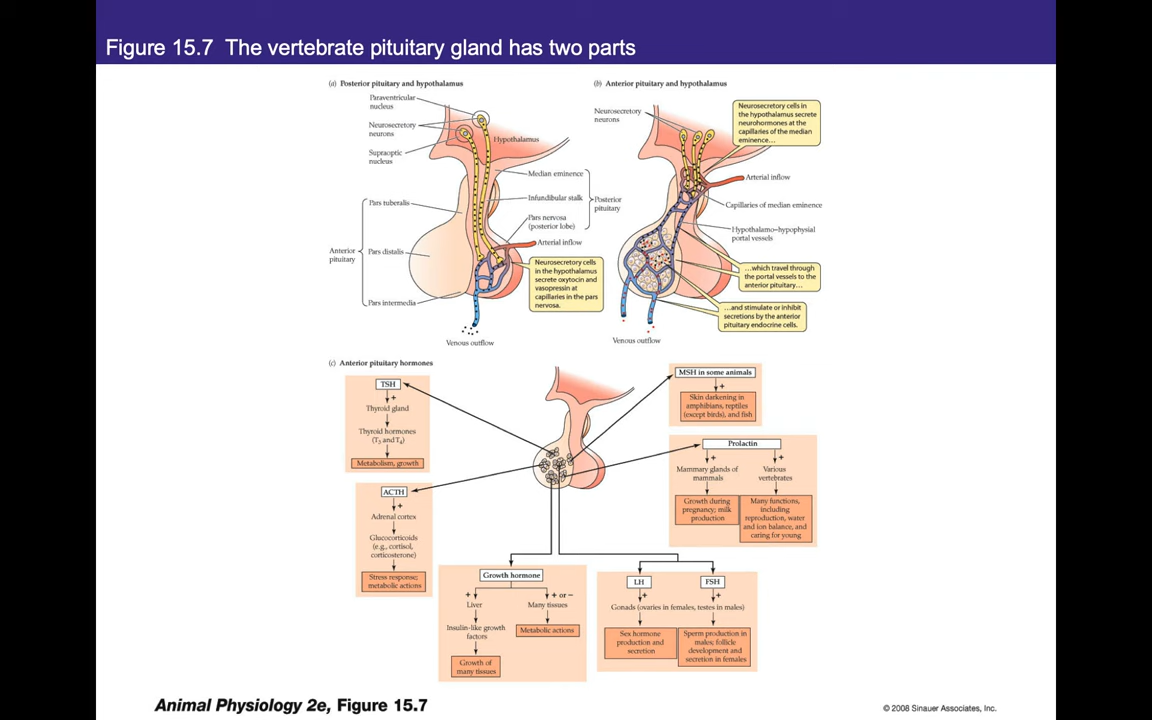 Figure 15.7 The vertebrate pituitary gland has two parts
(a) Posterior pituitary and hypothalamus
Paraventricular
nucleus
Neurosecretory
neurons
Supraoptic
nucleus
Hypothalamus
Median eminence
Infundibular stalk
Pars nervosa
(posterior lobe)
Posterior
pituitary
Arterial inflow
Pars tuberalis
Anterior
pituitary
Pars distalis
Pars intermedia
Neurosecretory cells
in the hypothalamus
secrete oxytocin and
vasopressin at
capillaries in the pars
nervosa.
Venous outflow
(b) Anterior pituitary and hypothalamus
Neurosecretory
neurons
Neurosecretory cells in
the hypothalamus secrete
neurohormones at the
capillaries of the median
eminence…
Arterial inflow
Capillaries of median eminence
Hypothalamo–hypophysial
portal vessels
…which travel through
the portal vessels to the
anterior pituitary…
…and stimulate or inhibit
secretions by the anterior
pituitary endocrine cells.
Venous outflow
(c) Anterior pituitary hormones
TSH
+
Thyroid gland
Thyroid hormones
(T3 and T4)
Metabolism, growth
ACTH
+
Adrenal cortex
Glucocorticoids
(e.g., cortisol,
corticosterone)
Stress response;
metabolic actions
Growth hormone
+
Liver
Insulin-like growth
factors
Growth of
many tissues
+ or –
Many tissues
Metabolic actions
LH
FSH
+
+
Gonads (ovaries in females, testes in males)
Sex hormone
production and
secretion
Sperm production in
males; follicle
development and
secretion in females
MSH in some animals
+
Skin darkening in
amphibians, reptiles
(except birds), and fish
Prolactin
+
Mammary glands of
mammals
Growth during
pregnancy; milk
production
+
Various
vertebrates
Many functions,
including
reproduction, water
and ion balance, and
caring for young
Animal Physiology 2e, Figure 15.7
© 2008 Sinauer Associates, Inc.